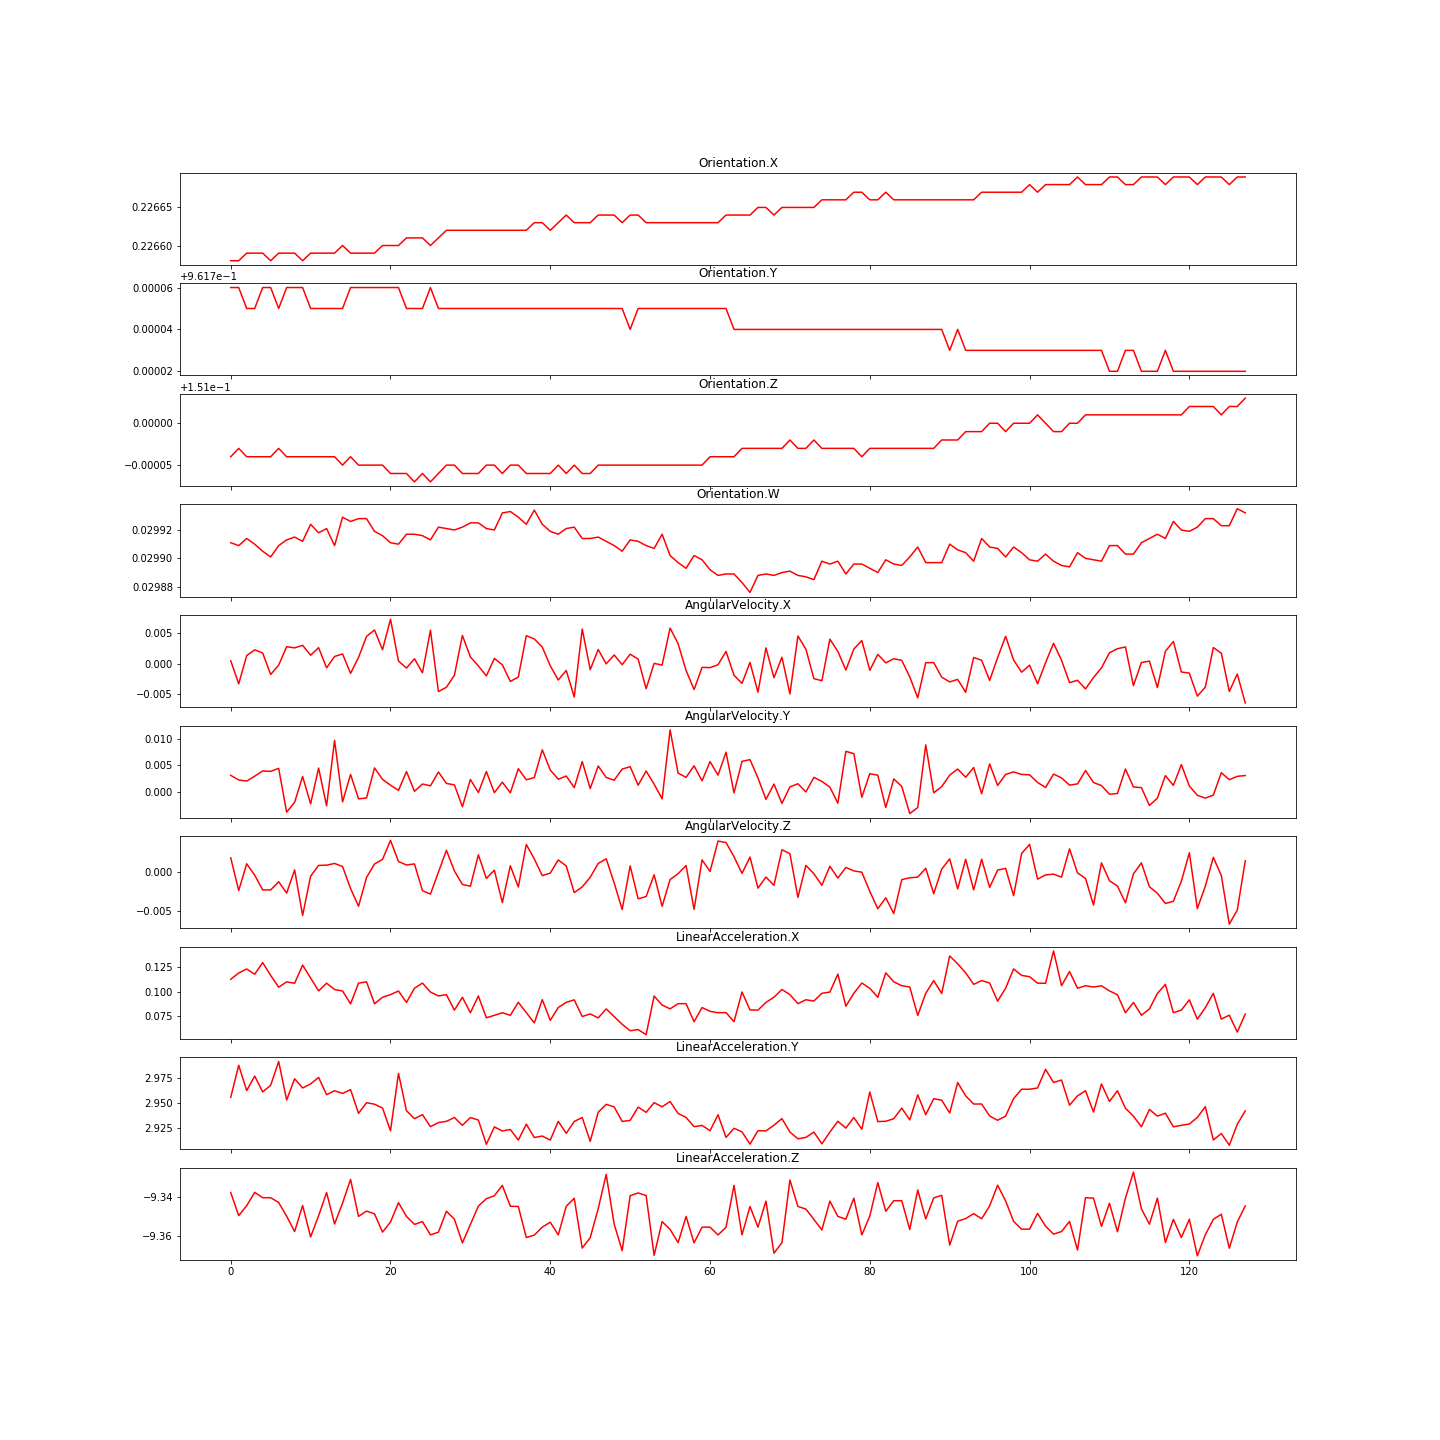 Orientation.X
0.22665
0.22660
+9.617e−1
Orientation.Y
0.00006
0.00004
0.00002
+1.51e−1
Orientation.Z
0.00000
−0.00005
Orientation.W
0.02992
0.02990
0.02988
AngularVelocity.X
0.005
0.000
−0.005
AngularVelocity.Y
0.010
0.005
0.000
AngularVelocity.Z
0.000
−0.005
LinearAcceleration.X
0.125
0.100
0.075
LinearAcceleration.Y
2.975
2.950
2.925
LinearAcceleration.Z
−9.34
−9.36
0 20 40 60 80 100 120